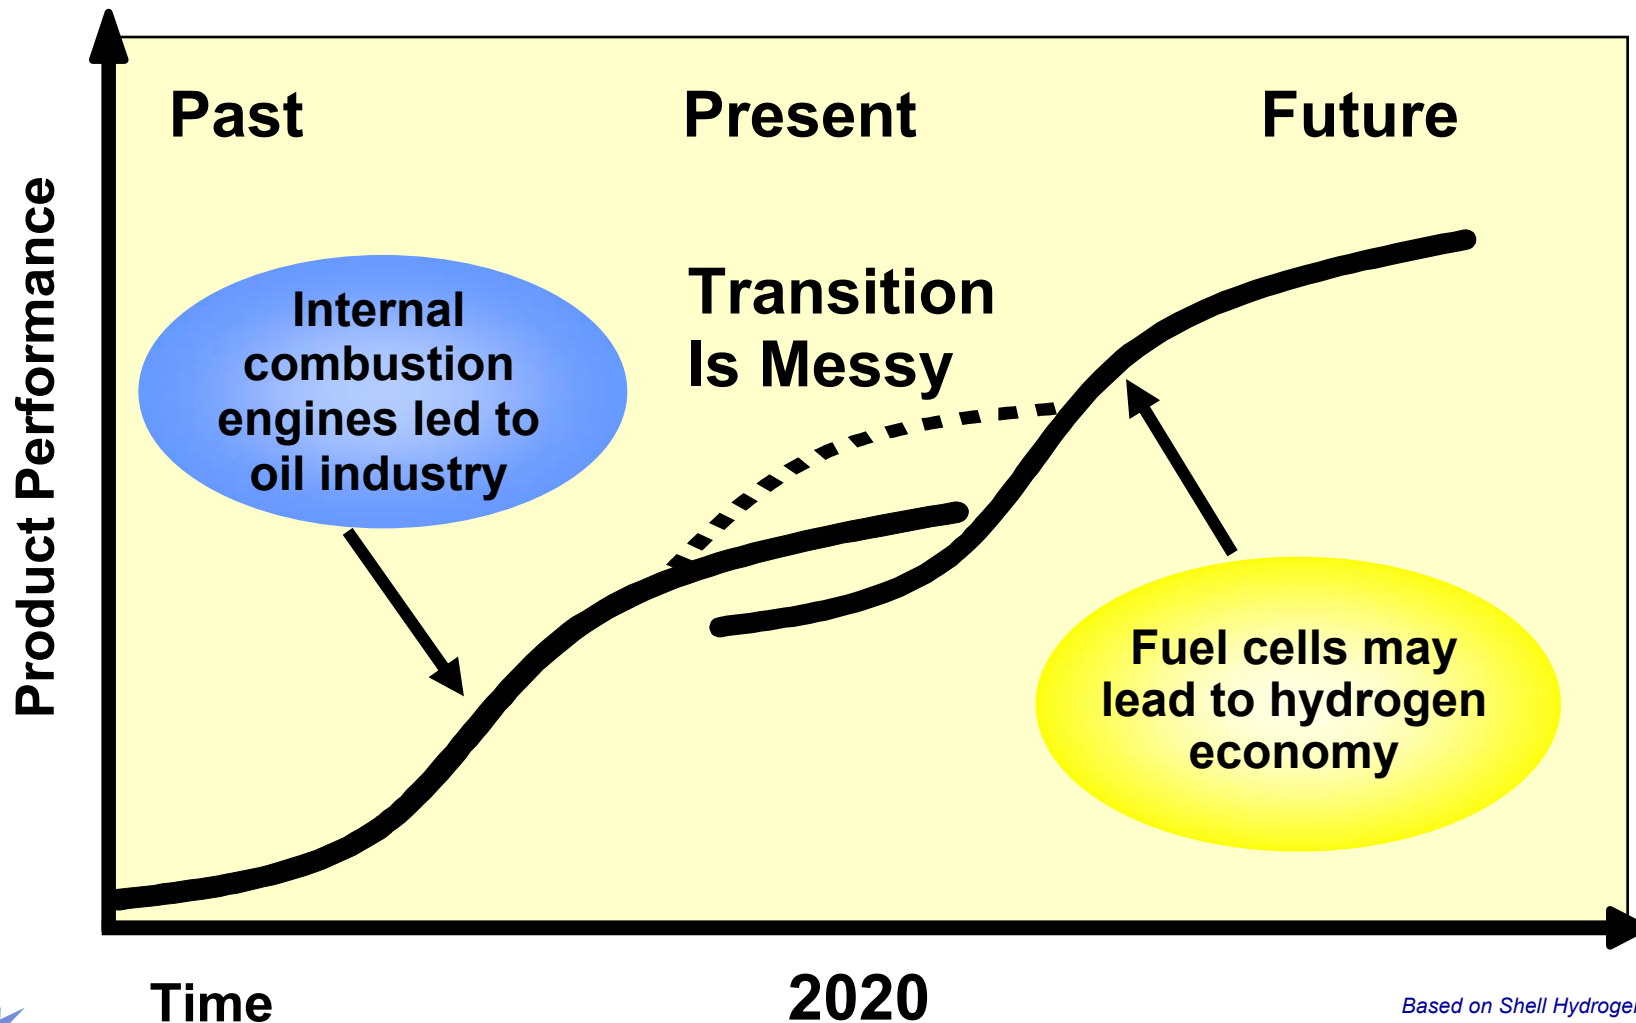 Past
Present
Future
Product Performance
Internal
combustion
engines led to
oil industry
Transition
Is Messy
Fuel cells may
lead to hydrogen
economy
Time
2020
Based on Shell Hydrogen